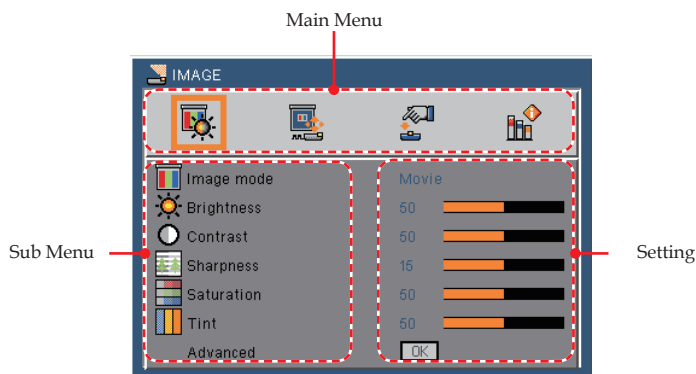 Main Menu
IMAGE
Image mode Movie
Brightness 50
Contrast 50
Sub Menu
Setting
Sharpness 15
Saturation 50
Tint 50
Advanced OK